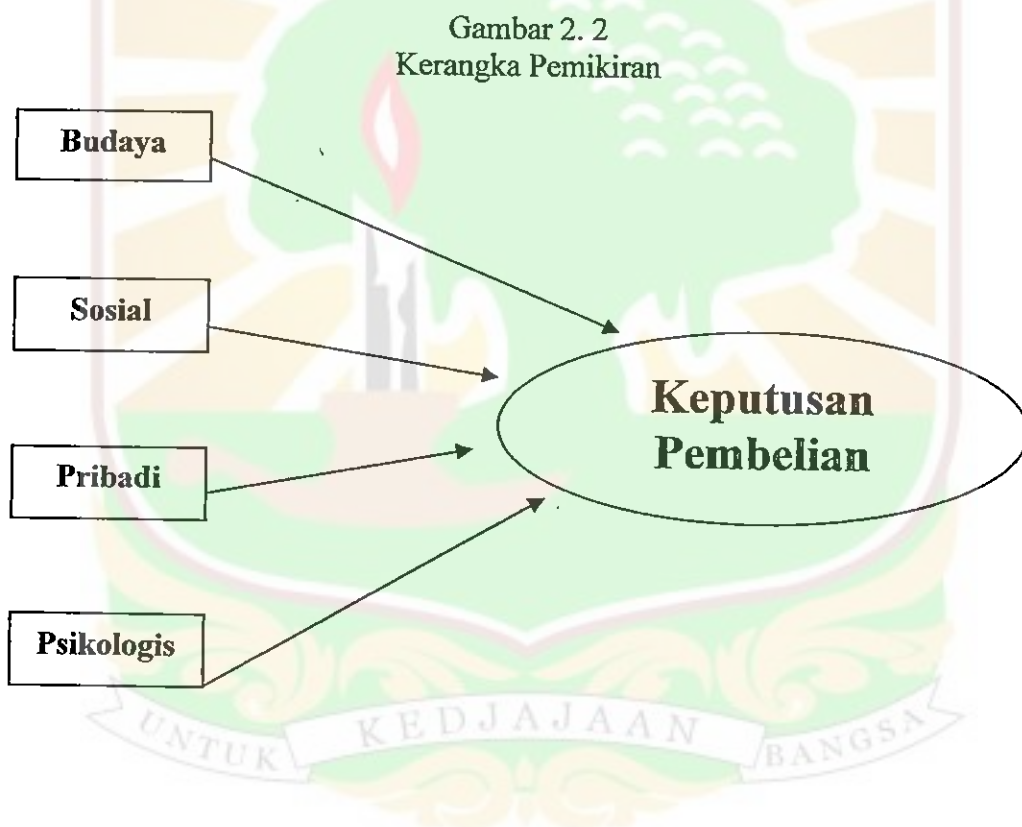 Gambar 2. 2
Kerangka Pemikiran
Budaya
Sosial
Pribadi
Psikologis
Keputusan
Pembelian
UNTUK KEDJAJAAN BANGSA